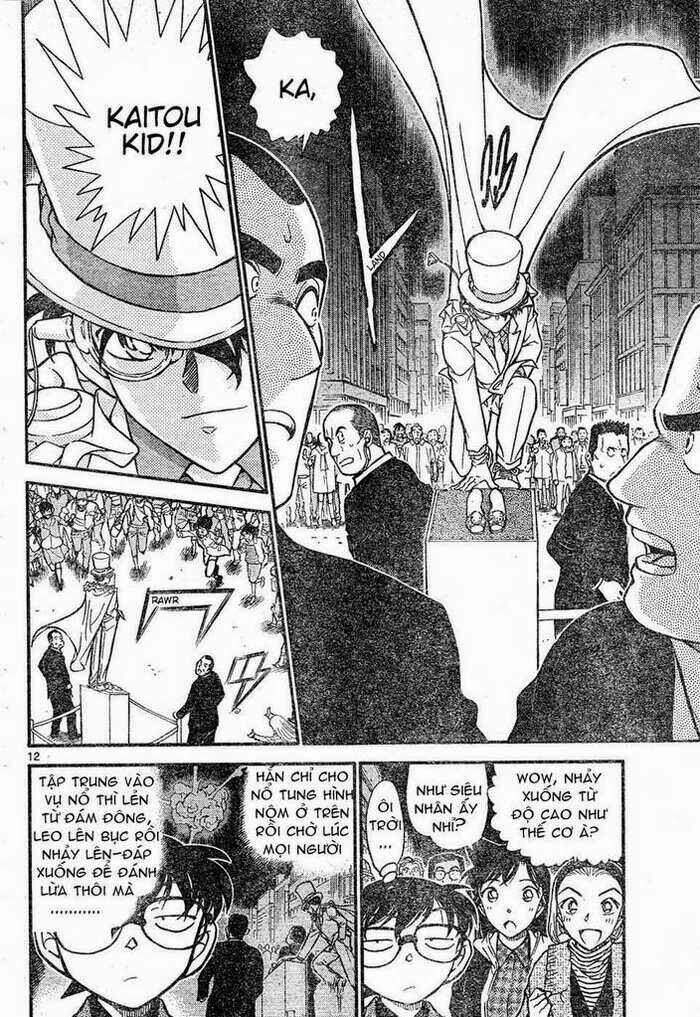 KA,
KAITOU
KID!!
LAND
RAWR
12
WOW, NHẢY
XUỐNG TỪ
ĐỘ CAO NHƯ
THẾ CƠ À?
NHƯ SIÊU
NHÂN ẤY
NHỈ?
ÔI
TRỜI
...
HẮN CHỈ CHO
NỔ TUNG HÌNH
NỘM Ở TRÊN
RỒI CHỜ LÚC
MỌI NGƯỜI
TẬP TRUNG VÀO
VỤ NỔ THÌ LẺN
TỪ ĐÁM ĐÔNG,
LEO LÊN BỤC RỒI
NHẢY LÊN-ĐÁP
XUỐNG ĐỂ ĐÁNH
LỪA THÔI MÀ
...........